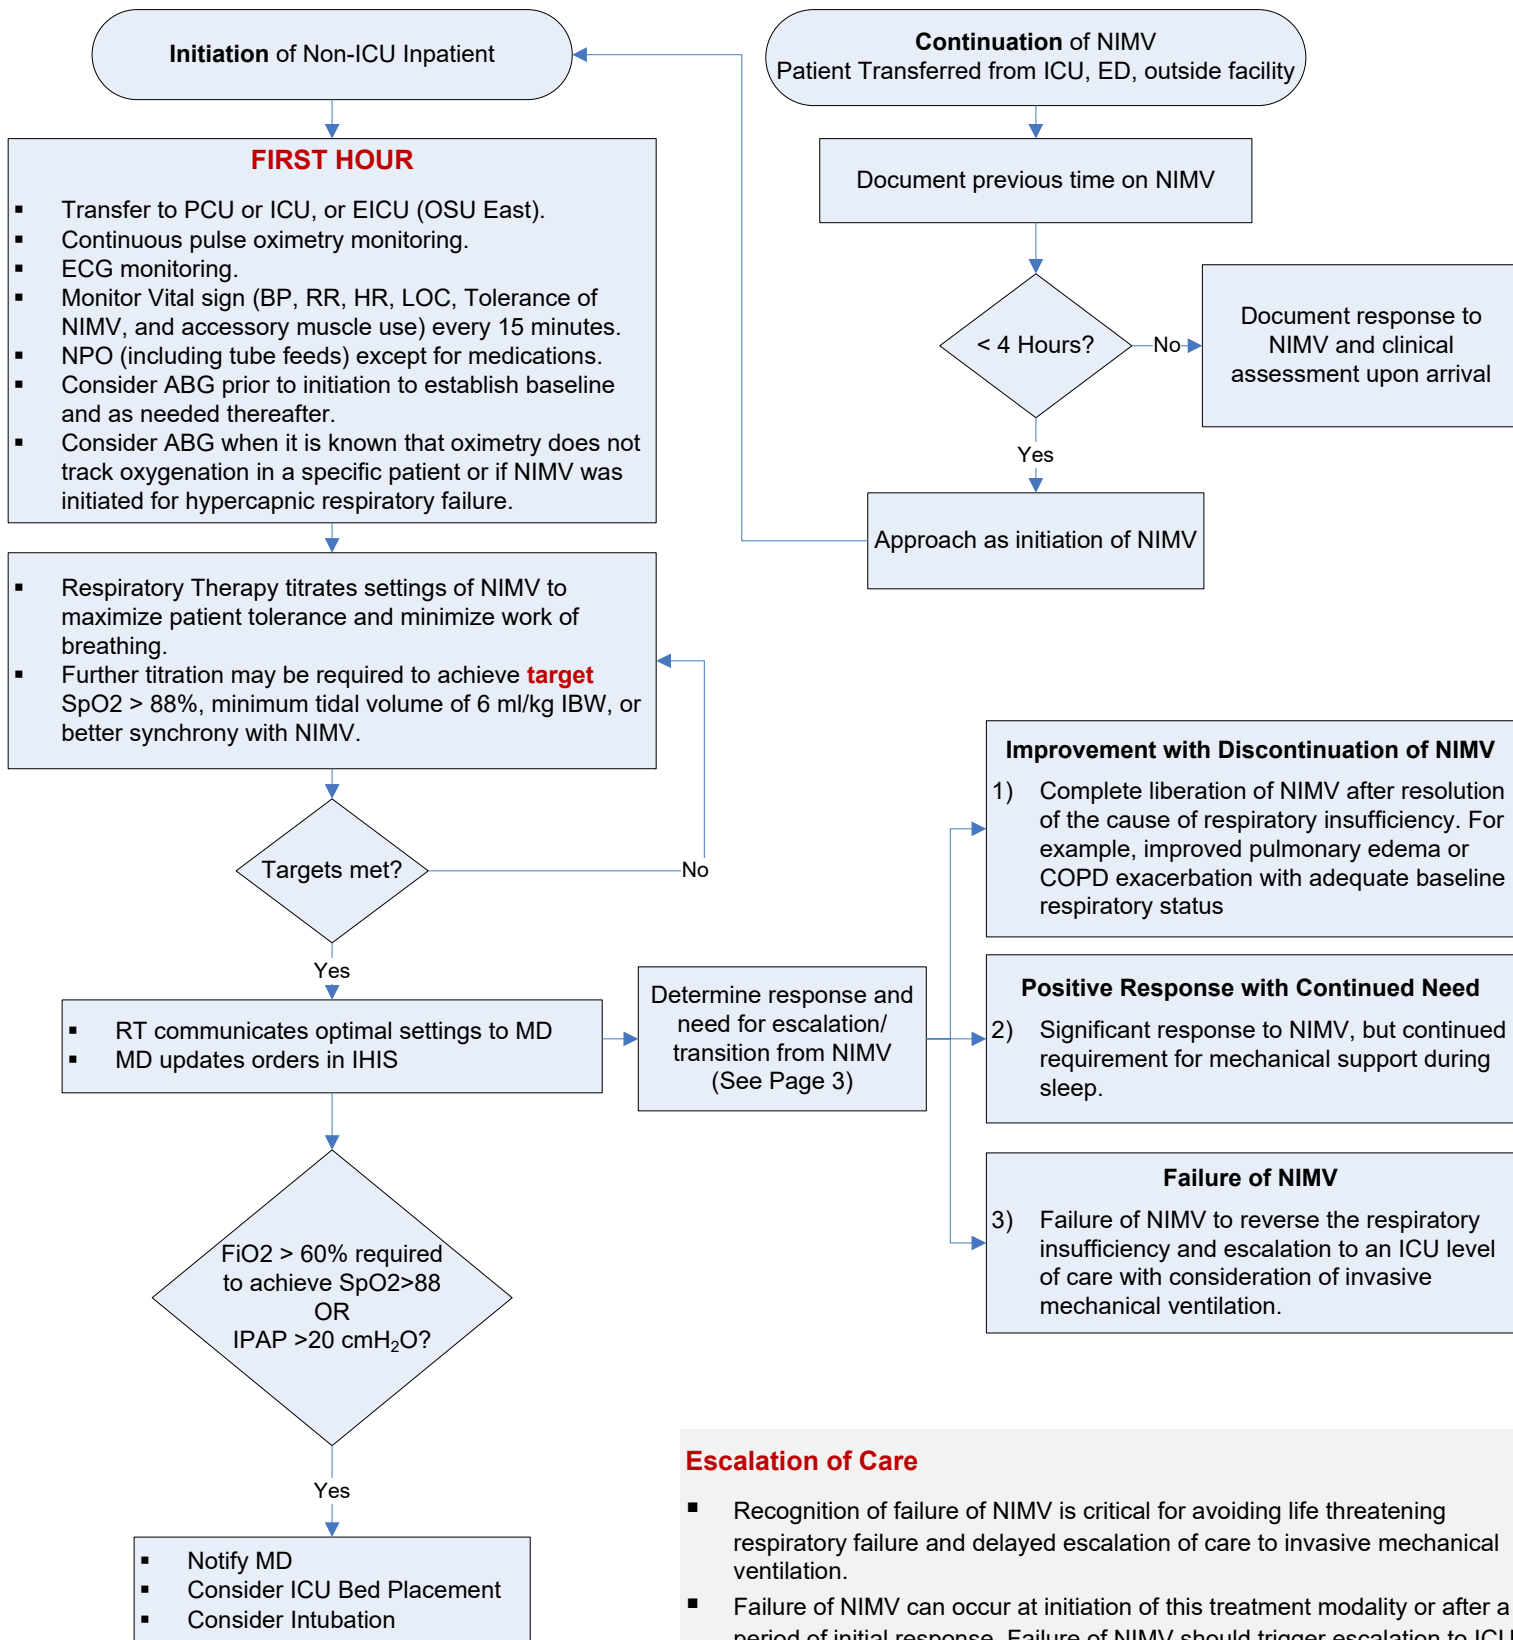 Initiation of Non-ICU Inpatient
Continuation of NIMV
Patient Transferred from ICU, ED, outside facility
FIRST HOUR
▪ Transfer to PCU or ICU, or EICU (OSU East).
▪ Continuous pulse oximetry monitoring.
▪ ECG monitoring.
▪ Monitor Vital sign (BP, RR, HR, LOC, Tolerance of
NIMV, and accessory muscle use) every 15 minutes.
▪ NPO (including tube feeds) except for medications.
▪ Consider ABG prior to initiation to establish baseline
and as needed thereafter.
▪ Consider ABG when it is known that oximetry does not
track oxygenation in a specific patient or if NIMV was
initiated for hypercapnic respiratory failure.
Document previous time on NIMV
< 4 Hours?
No
Document response to
NIMV and clinical
assessment upon arrival
Yes
Approach as initiation of NIMV
▪ Respiratory Therapy titrates settings of NIMV to
maximize patient tolerance and minimize work of
breathing.
▪ Further titration may be required to achieve target
SpO2 > 88%, minimum tidal volume of 6 ml/kg IBW, or
better synchrony with NIMV.
Targets met?
No
Yes
▪ RT communicates optimal settings to MD
▪ MD updates orders in IHIS
Determine response and
need for escalation/
transition from NIMV
(See Page 3)
Improvement with Discontinuation of NIMV
1) Complete liberation of NIMV after resolution
of the cause of respiratory insufficiency. For
example, improved pulmonary edema or
COPD exacerbation with adequate baseline
respiratory status
Positive Response with Continued Need
2) Significant response to NIMV, but continued
requirement for mechanical support during
sleep.
Failure of NIMV
3) Failure of NIMV to reverse the respiratory
insufficiency and escalation to an ICU level
of care with consideration of invasive
mechanical ventilation.
FiO2 > 60% required
to achieve SpO2>88
OR
IPAP >20 cmH₂O?
Yes
▪ Notify MD
▪ Consider ICU Bed Placement
▪ Consider Intubation
Escalation of Care
▪ Recognition of failure of NIMV is critical for avoiding life threatening
respiratory failure and delayed escalation of care to invasive mechanical
ventilation.
▪ Failure of NIMV can occur at initiation of this treatment modality or after a
period of initial response. Failure of NIMV should trigger escalation to ICU